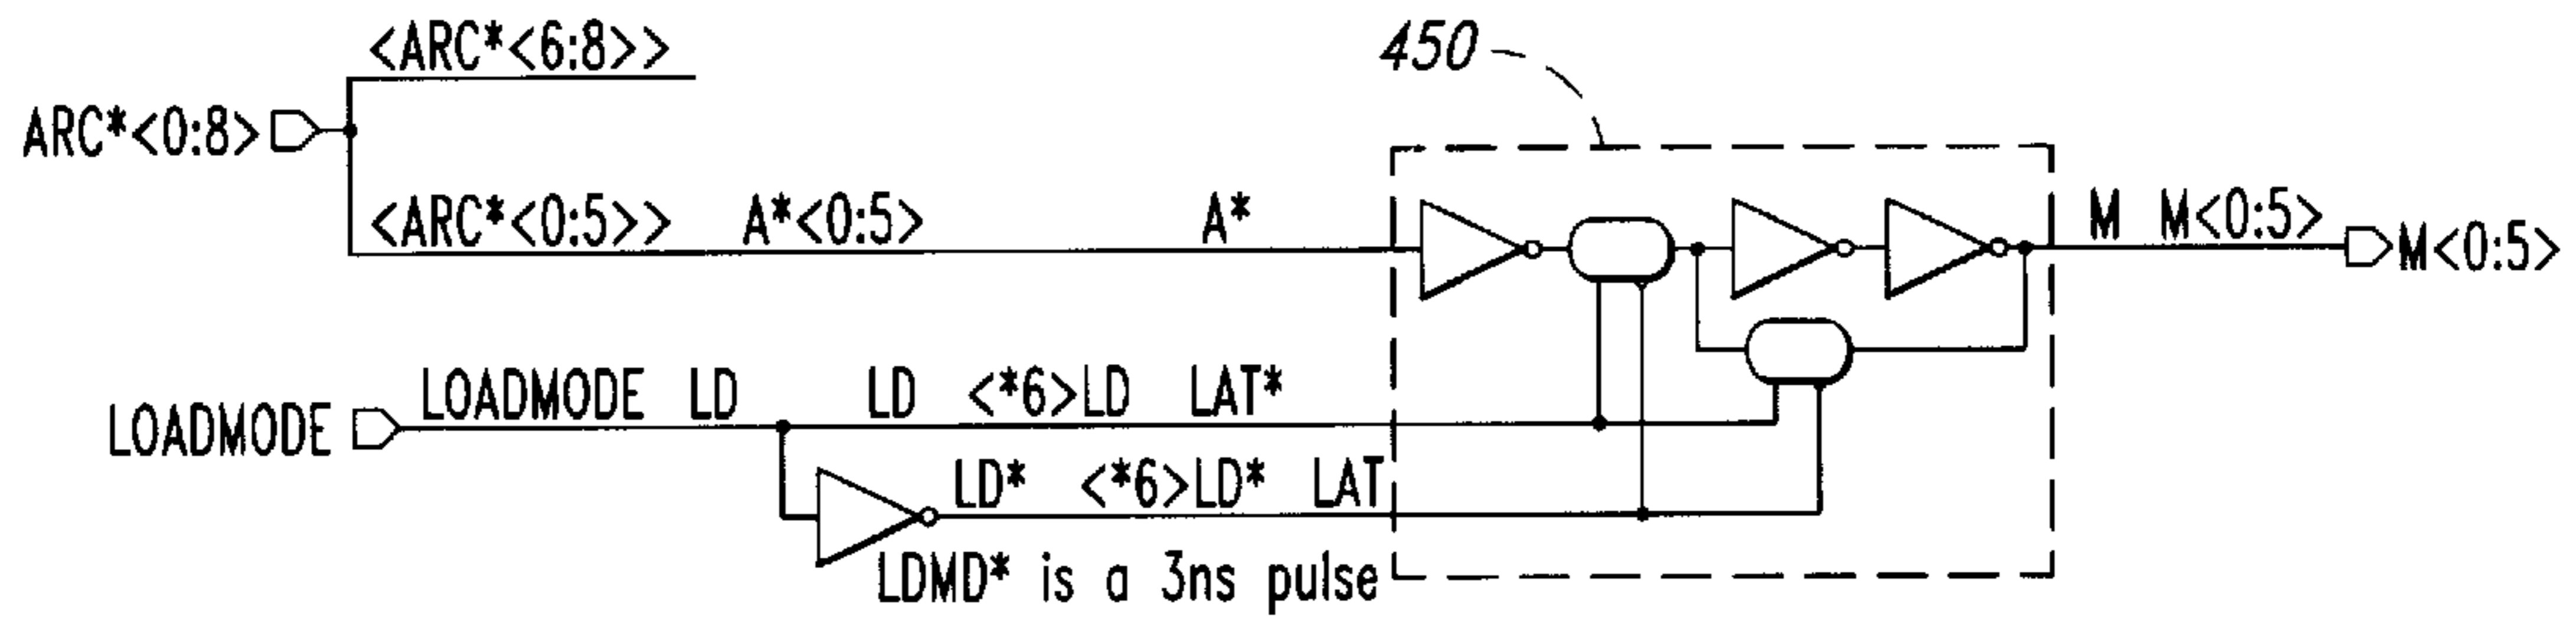 <ARC*<6:8>>
450
ARC*<0:8>
<ARC*<0:5>> A*<0:5> A* M M<0:5>
M<0:5>
LOADMODE LD LD <*6>LD LAT*
LOADMODE
LD* <*6>LD* LAT
LDMD* is a 3ns pulse